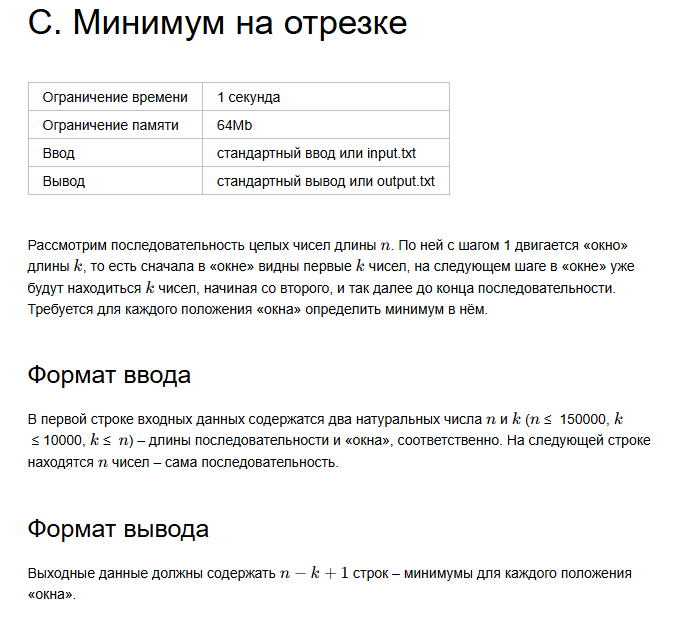 C. Минимум на отрезке
Ограничение времени 1 секунда
Ограничение памяти 64Mb
Ввод стандартный ввод или input.txt
Вывод стандартный вывод или output.txt
Рассмотрим последовательность целых чисел длины n. По ней с шагом 1 двигается «окно»
длины k, то есть сначала в «окне» видны первые k чисел, на следующем шаге в «окне» уже
будут находиться k чисел, начиная со второго, и так далее до конца последовательности.
Требуется для каждого положения «окна» определить минимум в нём.
Формат ввода
В первой строке входных данных содержатся два натуральных числа n и k (n ≤ 150000, k
≤ 10000, k ≤ n) – длины последовательности и «окна», соответственно. На следующей строке
находятся n чисел – сама последовательность.
Формат вывода
Выходные данные должны содержать n − k + 1 строк – минимумы для каждого положения
«окна».